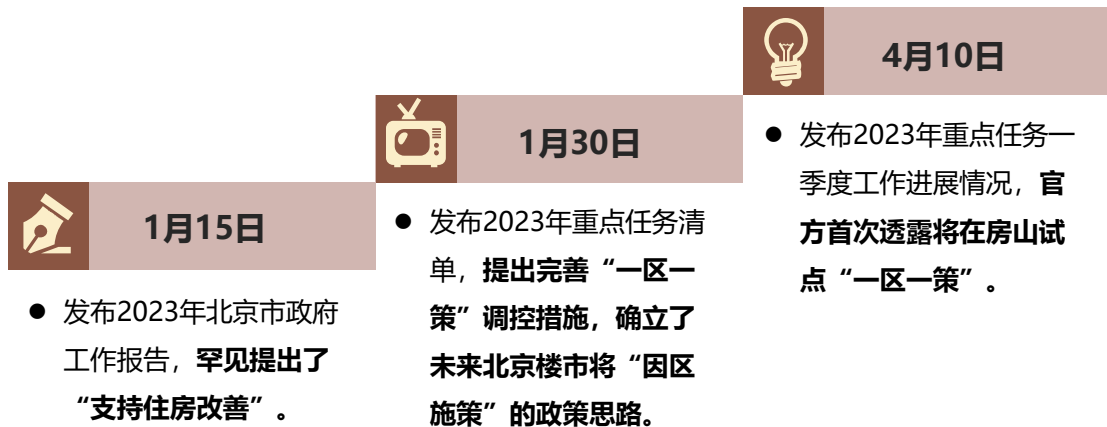 1月15日
● 发布2023年北京市政府
工作报告，罕见提出了
“支持住房改善”。
1月30日
● 发布2023年重点任务清
单，提出完善“一区一
策”调控措施，确立了
未来北京楼市将“因区
施策”的政策思路。
4月10日
● 发布2023年重点任务一
季度工作进展情况，官
方首次透露将在房山试
点“一区一策”。